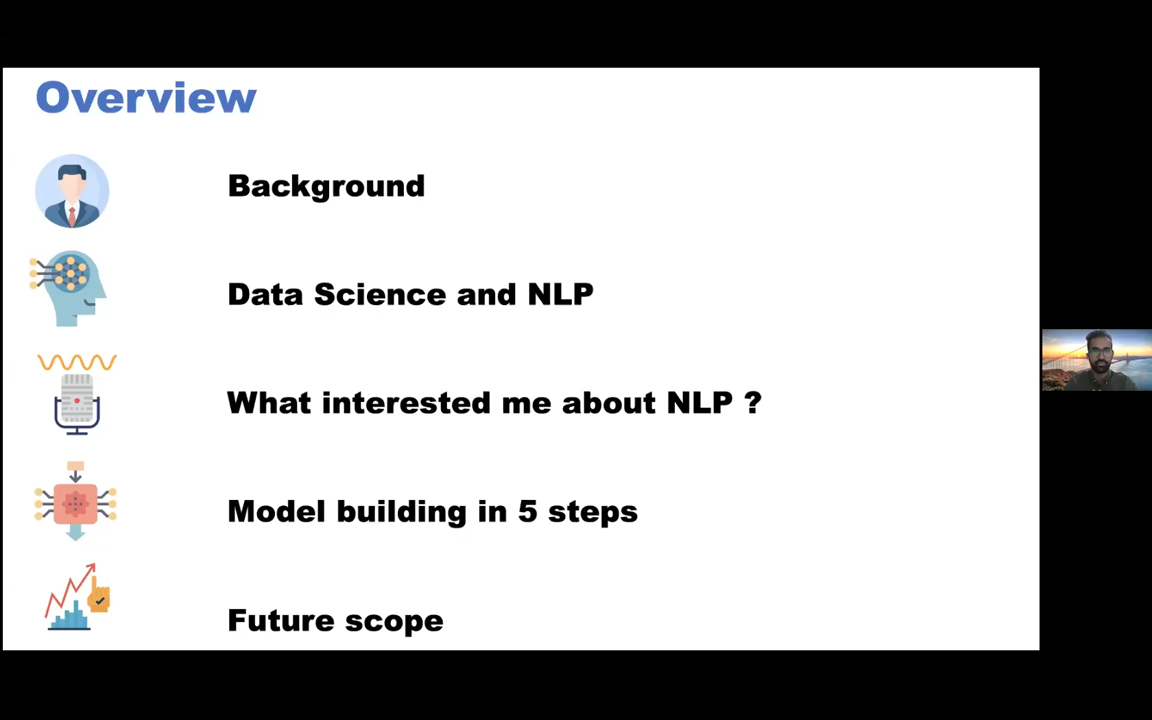 Overview
Background
Data Science and NLP
What interested me about NLP ?
Model building in 5 steps
Future scope